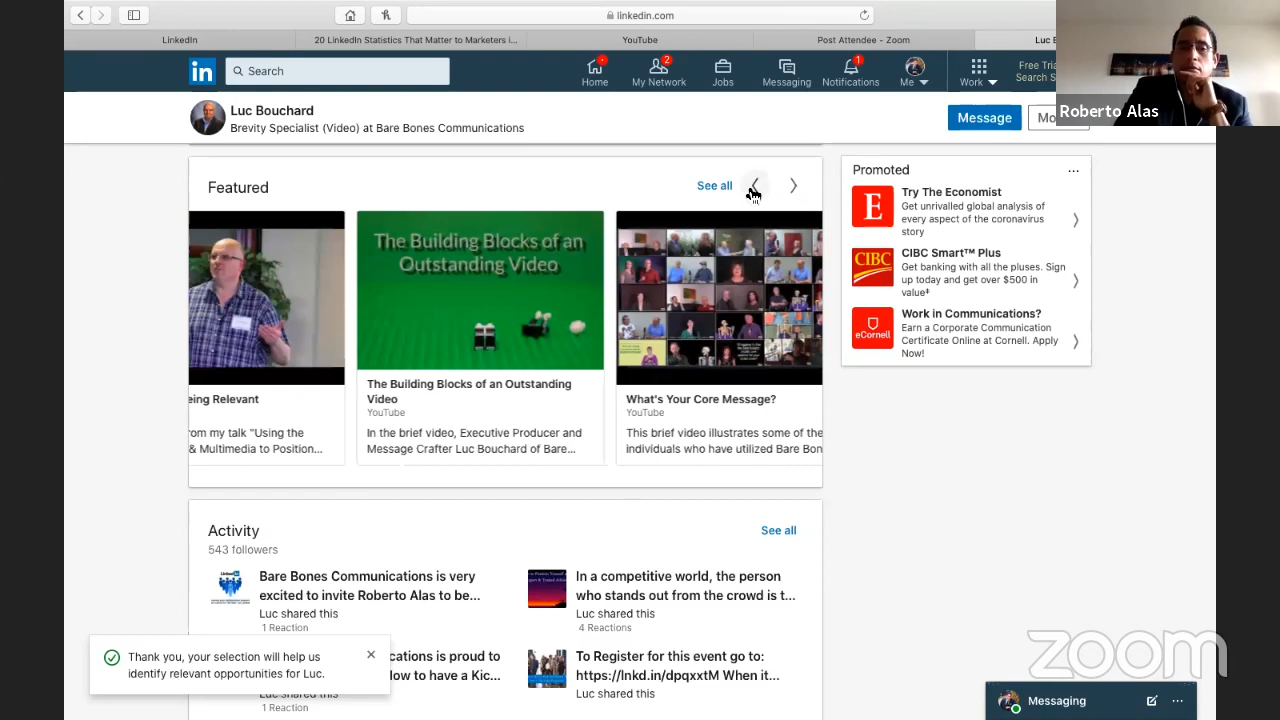 linkedin.com
LinkedIn
20 LinkedIn Statistics That Matter to Marketers i...
YouTube
Post Attendee - Zoom
Luc
in
Search
Home
2
My Network
Jobs
Messaging
1
Notifications
Me
Work
Free
Search
Roberto Alas
Luc Bouchard
Brevity Specialist (Video) at Bare Bones Communications
Message
Featured
See all
The Building Blocks of an
Outstanding Video
eing Relevant
om my talk "Using the
& Multimedia to Position...
The Building Blocks of an Outstanding
Video
YouTube
In the brief video, Executive Producer and
Message Crafter Luc Bouchard of Bare...
What's Your Core Message?
YouTube
This brief video illustrates some of the
individuals who have utilized Bare Bon
Promoted
...
E
Try The Economist
Get unrivalled global analysis of
every aspect of the coronavirus
story
CIBC
CIBC Smart™ Plus
Get banking with all the pluses. Sign
up today and get over $500 in
value‡
eCornell
Work in Communications?
Earn a Corporate Communication
Certificate Online at Cornell. Apply
Now!
Activity
See all
543 followers
Bare Bones Communications is very
excited to invite Roberto Alas to be...
Luc shared this
1 Reaction
In a competitive world, the person
who stands out from the crowd is t...
Luc shared this
4 Reactions
cations is proud to
low to have a Kic...
Luc shared this
1 Reaction
To Register for this event go to:
https://lnkd.in/dpqxxtM When it...
Luc shared this
Thank you, your selection will help us
identify relevant opportunities for Luc.
zoom
Messaging